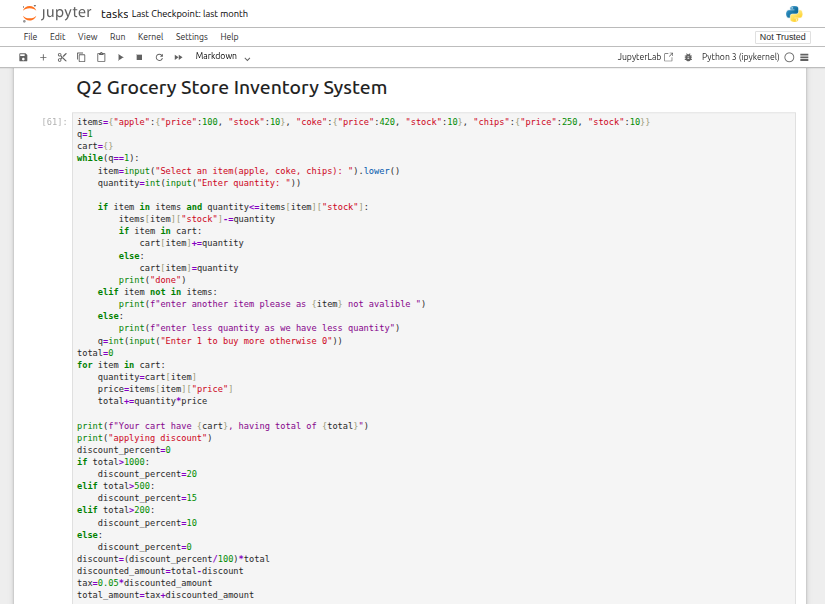 jupyter tasks Last Checkpoint: last month
File Edit View Run Kernel Settings Help
Not Trusted
Markdown
JupyterLab
Python 3 (ipykernel)
Q2 Grocery Store Inventory System
[61]:
items={"apple":{"price":100, "stock":10}, "coke":{"price":420, "stock":10}, "chips":{"price":250, "stock":10}}
q=1
cart={}
while(q==1):
    item=input("Select an item(apple, coke, chips): ").lower()
    quantity=int(input("Enter quantity: "))

    if item in items and quantity<=items[item]["stock"]:
        items[item]["stock"]-=quantity
        if item in cart:
            cart[item]+=quantity
        else:
            cart[item]=quantity
        print("done")
    elif item not in items:
        print(f"enter another item please as {item} not avalible ")
    else:
        print(f"enter less quantity as we have less quantity")
    q=int(input("Enter 1 to buy more otherwise 0"))
total=0
for item in cart:
    quantity=cart[item]
    price=items[item]["price"]
    total+=quantity*price

print(f"Your cart have {cart}, having total of {total}")
print("applying discount")
discount_percent=0
if total>1000:
    discount_percent=20
elif total>500:
    discount_percent=15
elif total>200:
    discount_percent=10
else:
    discount_percent=0
discount=(discount_percent/100)*total
discounted_amount=total-discount
tax=0.05*discounted_amount
total_amount=tax+discounted_amount